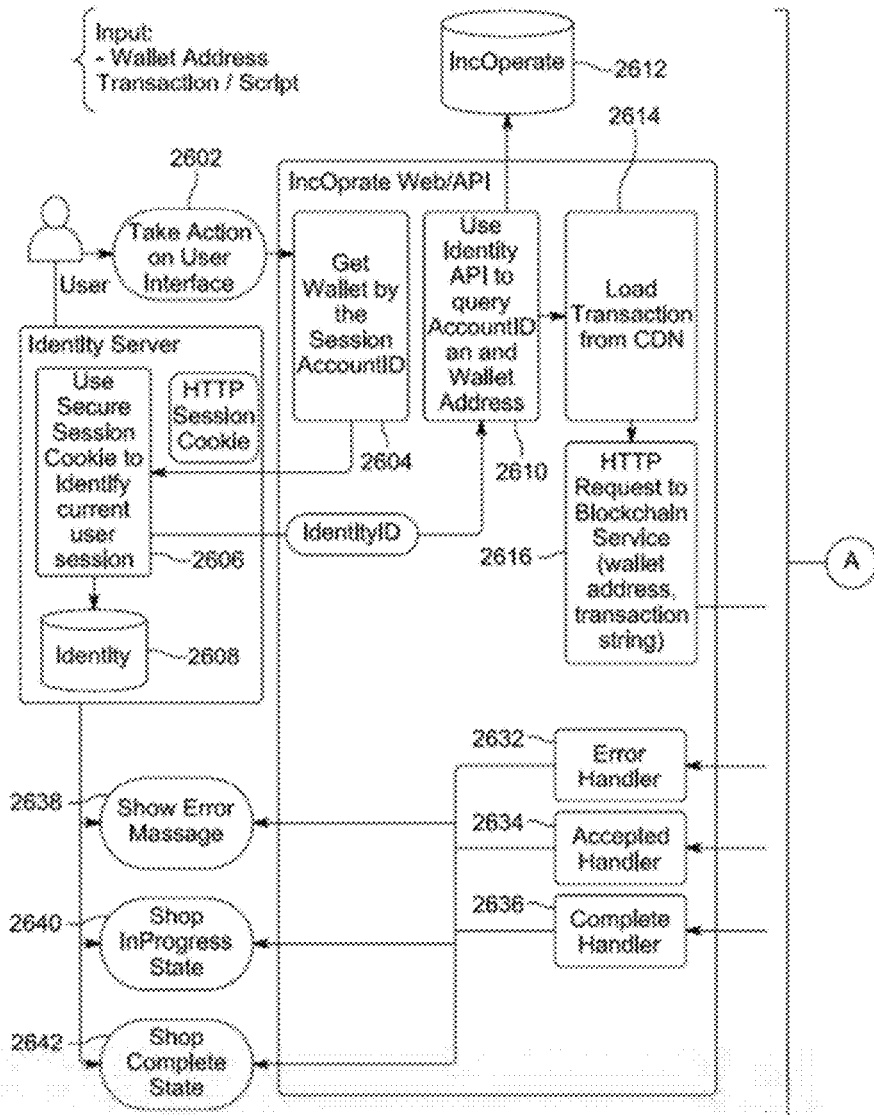 Input:
- Wallet Address
Transaction / Script
IncOperate
2612
2614
2602
IncOprate Web/API
User
Take Action
on User
Interface
Get
Wallet by
the
Session
AccountID
2604
Use
Identity
API to
query
AccountID
an and
Wallet
Address
2610
Load
Transaction
from CDN
Identity Server
Use
Secure
Session
Cookie to
Identify
current
user
session
2606
HTTP
Session
Cookie
IdentityID
2616
HTTP
Request to
Blockchain
Service
(wallet
address,
transaction
string)
A
Identity
2608
2632
Error
Handler
2638
Show Error
Message
2634
Accepted
Handler
2636
Complete
Handler
2640
Shop
InProgress
State
2642
Shop
Complete
State